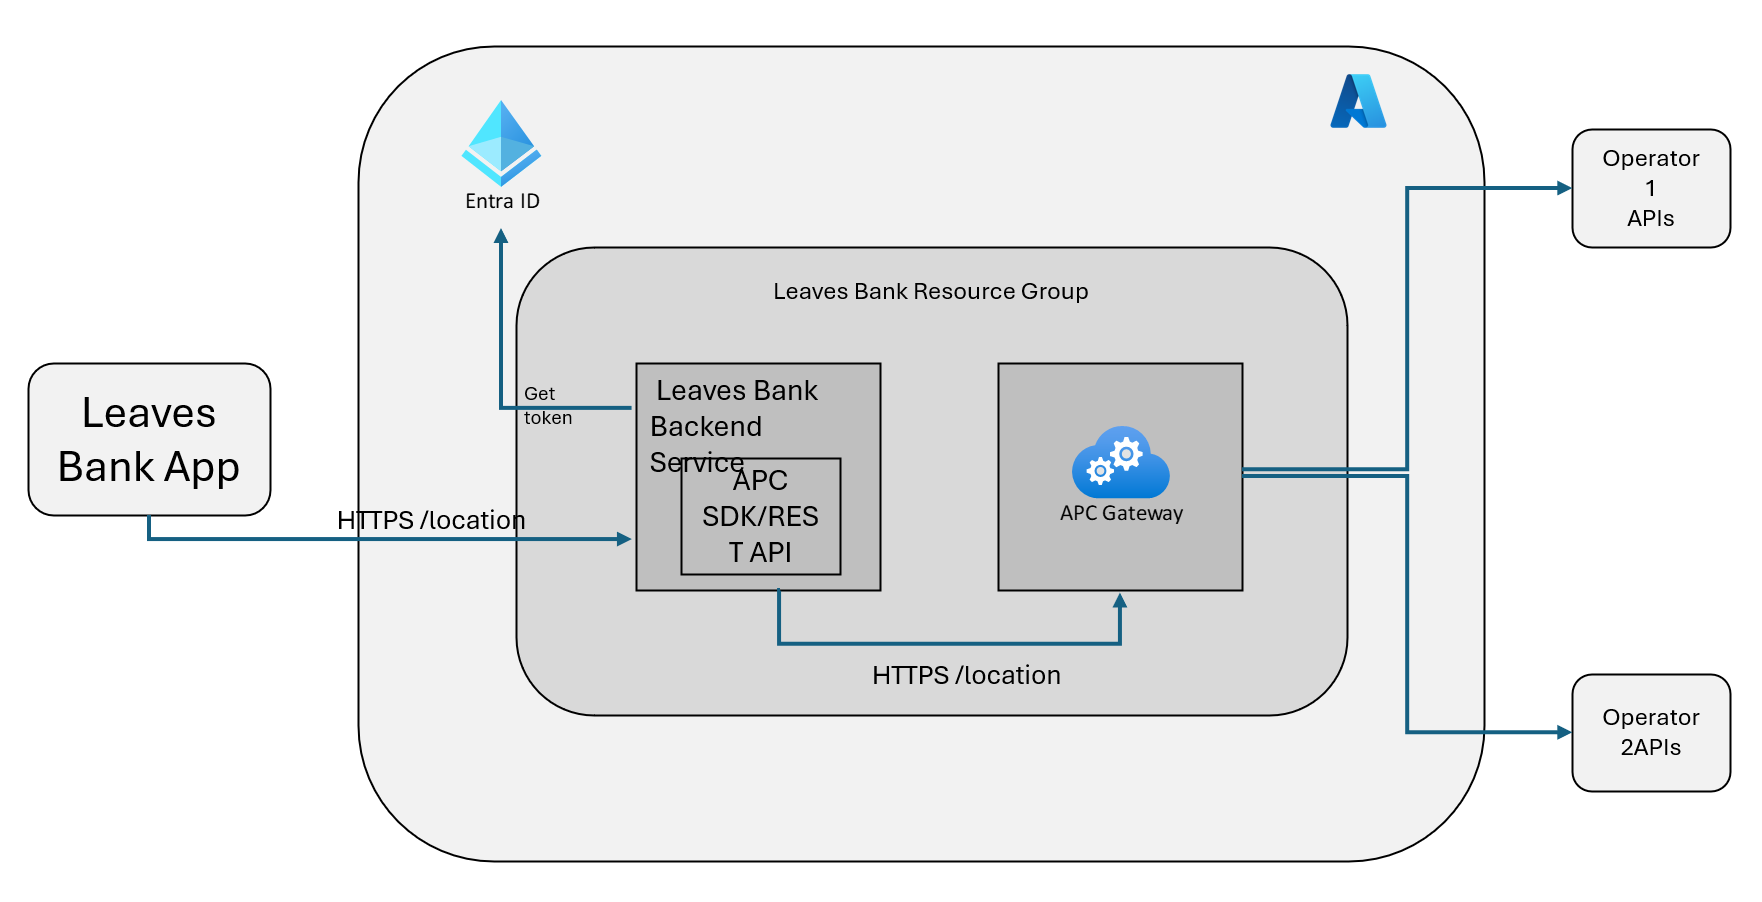 Entra ID
Operator
1
APIs
Leaves Bank Resource Group
Leaves
Bank App
Get
token
Leaves Bank
Backend
Service
APC
SDK/RES
T API
APC Gateway
HTTPS /location
HTTPS /location
Operator
2APIs